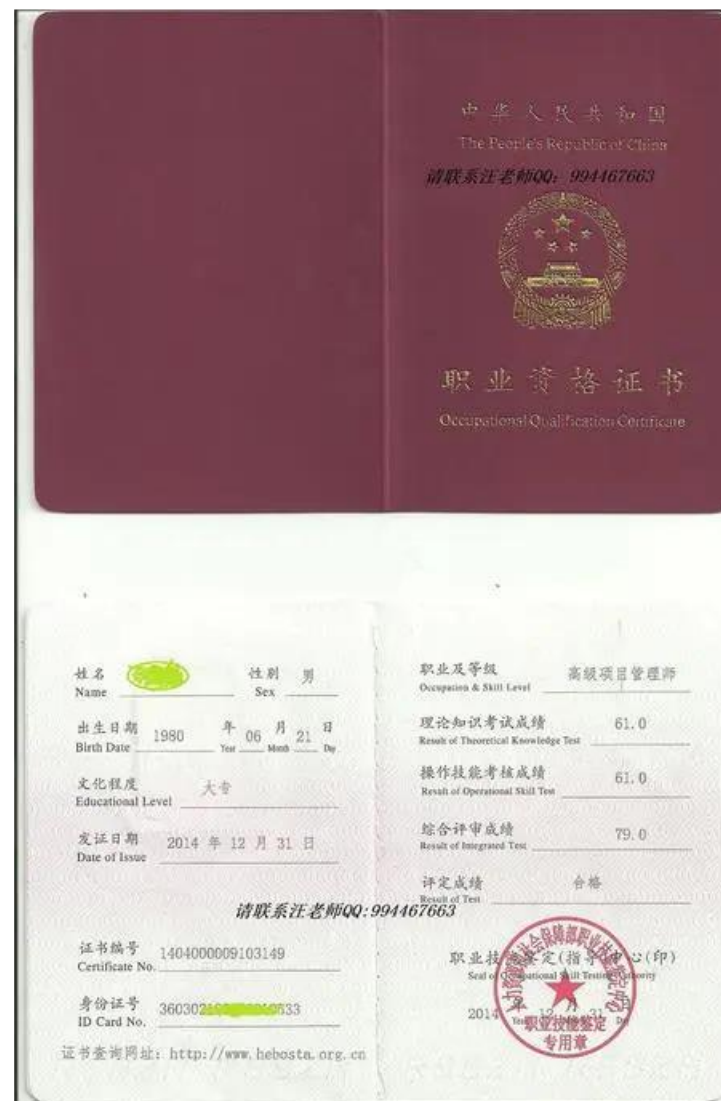 中华人民共和国
The People's Republic of China
请联系汪老师QQ: 994467663
职业资格证书
Occupational Qualification Certificate
姓名
Name
性别 男
Sex
出生日期 1980 年 06 月 21 日
Birth Date Year Month Day
文化程度 大专
Educational Level
发证日期 2014 年 12 月 31 日
Date of Issue
请联系汪老师QQ:994467663
证书编号 1404000009103149
Certificate No.
身份证号 360302
ID Card No.
证书查询网址: http://www.hebosta.org.cn
职业及等级 高级项目管理师
Occupation & Skill Level
理论知识考试成绩 61.0
Result of Theoretical Knowledge Test
操作技能考核成绩 61.0
Result of Operational Skill Test
综合评审成绩 79.0
Result of Integrated Test
评定成绩 合格
Result of Test
职业技能鉴定(指导)中心(印)
Seal of Occupational Skill Testing Authority
2014 年 12 月 31 日
Year Day
职业技能鉴定
专用章